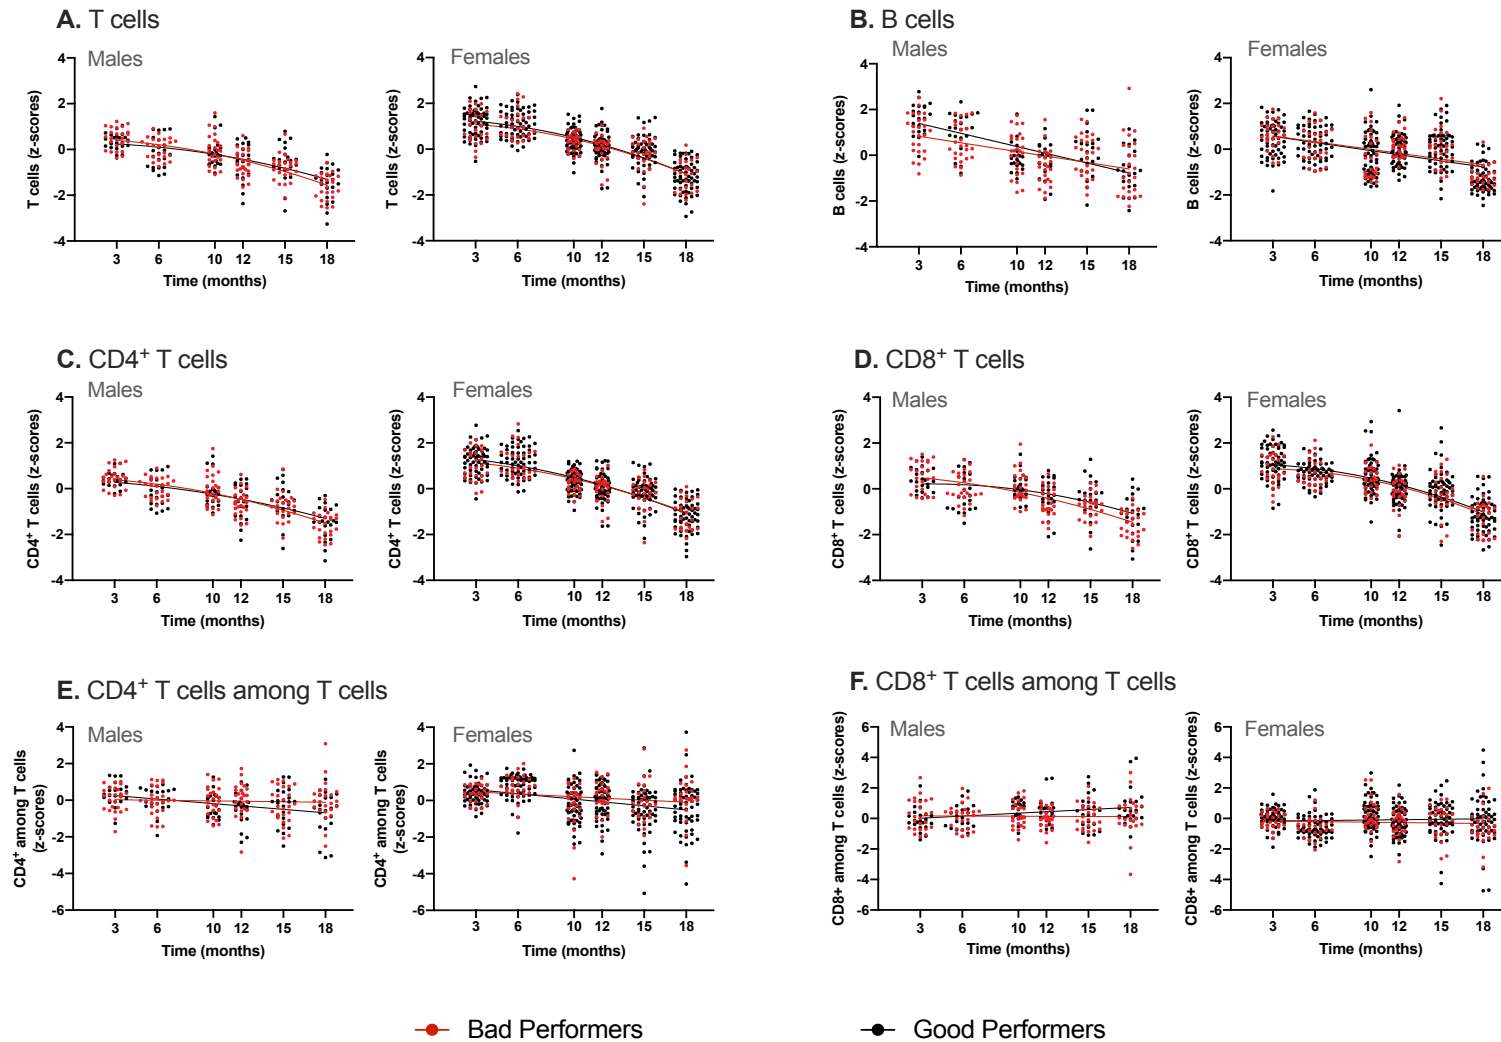 A. T cells
B. B cells
Males
Females
Males
Females
T cells (z-scores)
4
2
0
-2
-4
3 6 10 12 15 18
Time (months)
T cells (z-scores)
4
2
0
-2
-4
3 6 10 12 15 18
Time (months)
B cells (z-scores)
4
2
0
-2
-4
3 6 10 12 15 18
Time (months)
B cells (z-scores)
4
2
0
-2
-4
3 6 10 12 15 18
Time (months)
C. CD4⁺ T cells
D. CD8⁺ T cells
Males
Females
Males
Females
CD4⁺ T cells (z-scores)
4
2
0
-2
-4
3 6 10 12 15 18
Time (months)
CD4⁺ T cells (z-scores)
4
2
0
-2
-4
3 6 10 12 15 18
Time (months)
CD8⁺ T cells (z-scores)
4
2
0
-2
-4
3 6 10 12 15 18
Time (months)
CD8⁺ T cells (z-scores)
4
2
0
-2
-4
3 6 10 12 15 18
Time (months)
E. CD4⁺ T cells among T cells
F. CD8⁺ T cells among T cells
Males
Females
Males
Females
CD4⁺ among T cells
(z-scores)
4
2
0
-2
-4
-6
3 6 10 12 15 18
Time (months)
CD4⁺ among T cells
(z-scores)
4
2
0
-2
-4
-6
3 6 10 12 15 18
Time (months)
CD8+ among T cells (z-scores)
6
4
2
0
-2
-4
-6
3 6 10 12 15 18
Time (months)
CD8+ among T cells (z-scores)
6
4
2
0
-2
-4
-6
3 6 10 12 15 18
Time (months)
Bad Performers
Good Performers